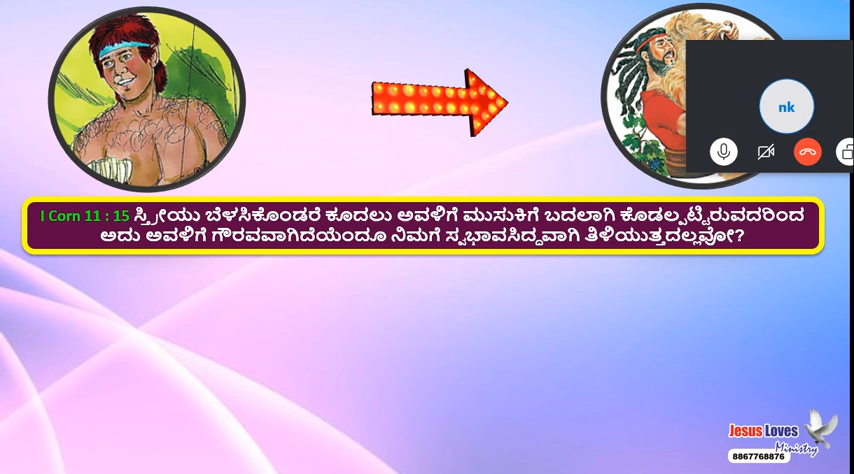 nk
I Corn 11 : 15 ಸ್ತ್ರೀಯು ಬೆಳಸಿಕೊಂಡರೆ ಕೂದಲು ಅವಳಿಗೆ ಮುಸುಕಿಗೆ ಬದಲಾಗಿ ಕೊಡಲ್ಪಟ್ಟಿರುವದರಿಂದ
ಅದು ಅವಳಿಗೆ ಗೌರವವಾಗಿದೆಯೆಂದೂ ನಿಮಗೆ ಸ್ವಭಾವಸಿದ್ಧವಾಗಿ ತಿಳಿಯುತ್ತದಲ್ಲವೋ?
Jesus Loves
Ministry
8867768876